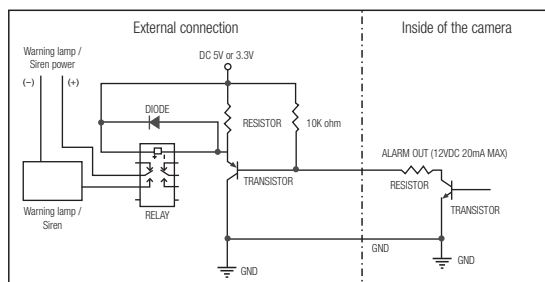 External connection
Inside of the camera
Warning lamp /
Siren power
(−)
(+)
DC 5V or 3.3V
DIODE
RESISTOR
10K ohm
ALARM OUT (12VDC 20mA MAX)
RESISTOR
TRANSISTOR
TRANSISTOR
Warning lamp /
Siren
RELAY
GND
GND
GND